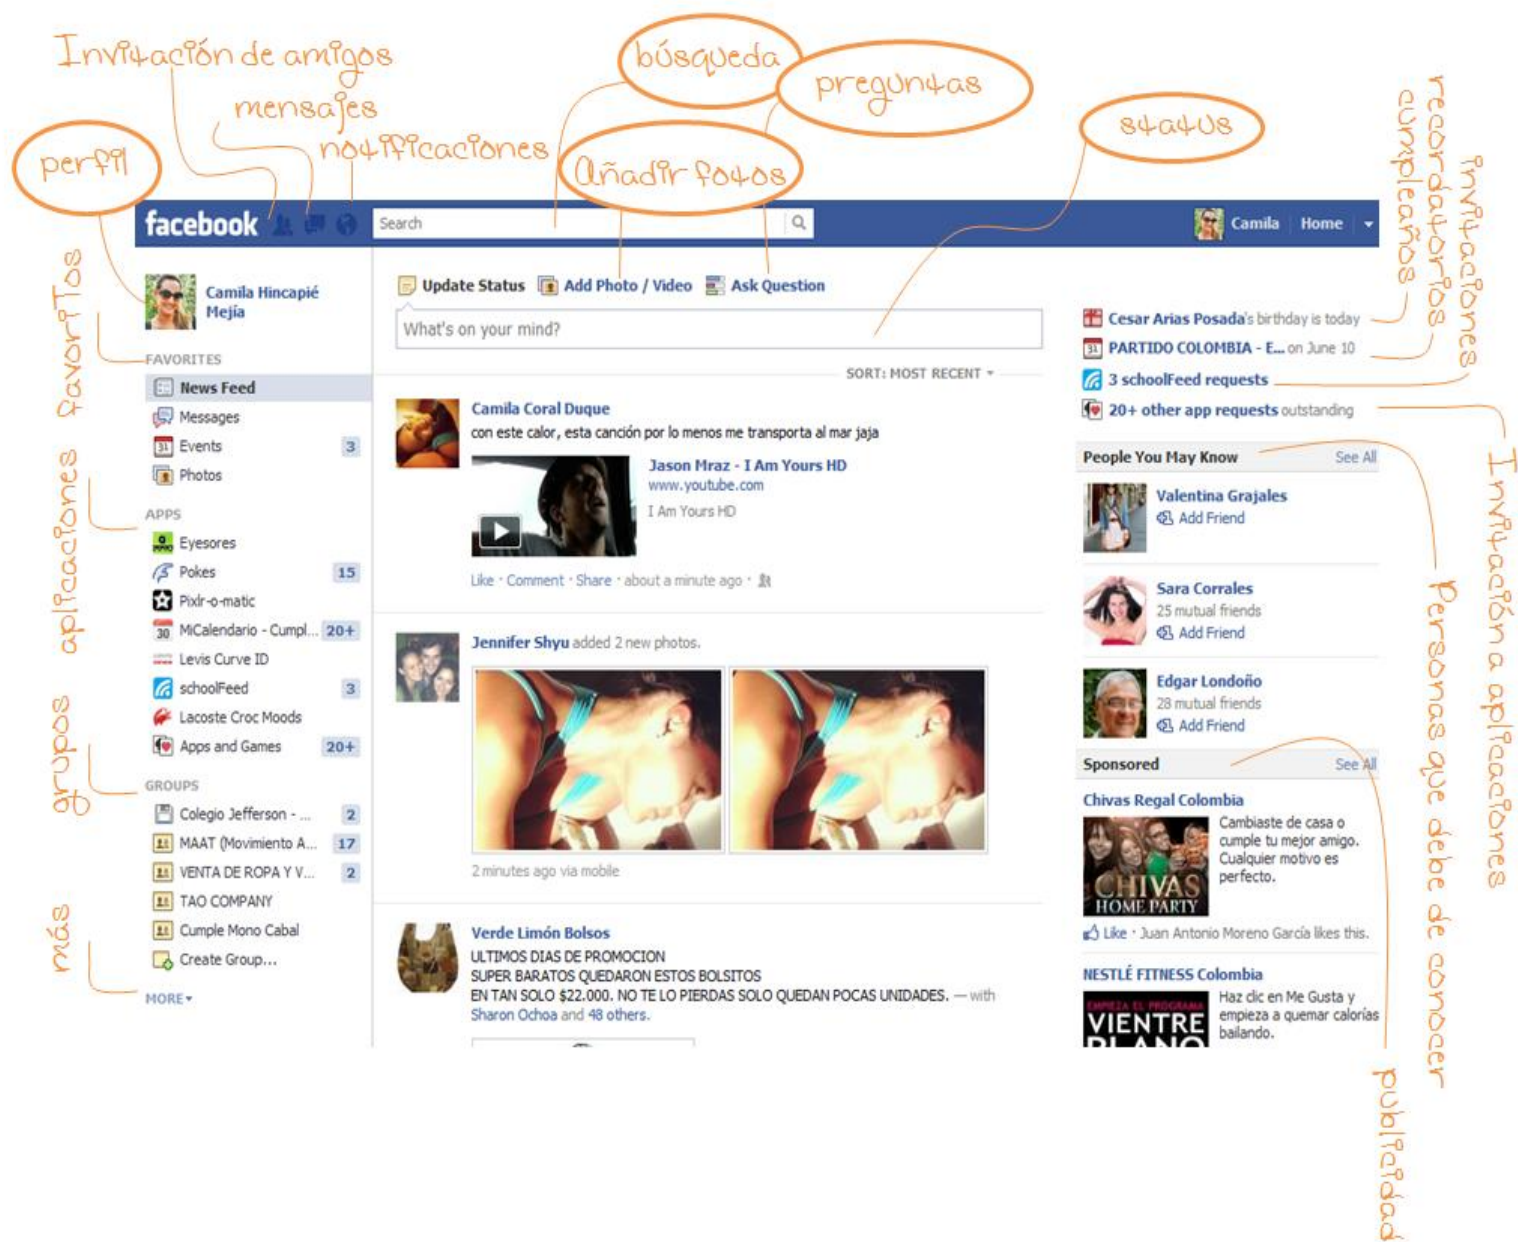 Invitación de amigos
mensajes
notificaciones
búsqueda
preguntas
Añadir fotos
status
perfil
recordatorios
cumpleaños
invitaciones
facebook
Search
Camila
Home
favoritos
aplicaciones
grupos
más
Camila Hincapié
Mejía
FAVORITES
News Feed
Messages
Events 3
Photos
APPS
Eyesores
Pokes 15
Pixlr-o-matic
MiCalendario - Cumpl... 20+
Levis Curve ID
schoolFeed 3
Lacoste Croc Moods
Apps and Games 20+
GROUPS
Colegio Jefferson - ... 2
MAAT (Movimiento A... 17
VENTA DE ROPA Y V... 2
TAO COMPANY
Cumple Mono Cabal
Create Group...
MORE
Update Status Add Photo / Video Ask Question
What's on your mind?
SORT: MOST RECENT
Camila Coral Duque
con este calor, esta canción por lo menos me transporta al mar jaja
Jason Mraz - I Am Yours HD
www.youtube.com
I Am Yours HD
Like · Comment · Share · about a minute ago ·
Jennifer Shyu added 2 new photos.
2 minutes ago via mobile
Verde Limón Bolsos
ULTIMOS DIAS DE PROMOCION
SUPER BARATOS QUEDARON ESTOS BOLSITOS
EN TAN SOLO $22.000. NO TE LO PIERDAS SOLO QUEDAN POCAS UNIDADES. — with
Sharon Ochoa and 48 others.
Cesar Arias Posada's birthday is today
31 PARTIDO COLOMBIA - E... on June 10
3 schoolFeed requests
20+ other app requests outstanding
People You May Know See All
Valentina Grajales
Add Friend
Sara Corrales
25 mutual friends
Add Friend
Edgar Londoño
28 mutual friends
Add Friend
Sponsored See All
Chivas Regal Colombia
Cambiaste de casa o
cumple tu mejor amigo.
Cualquier motivo es
perfecto.
CHIVAS
HOME PARTY
Like · Juan Antonio Moreno García likes this.
NESTLÉ FITNESS Colombia
EMPIEZA EL PROGRAMA
VIENTRE
PLANO
Haz clic en Me Gusta y
empieza a quemar calorías
bailando.
Invitación a aplicaciones
Personas que debe de conocer
publicidad